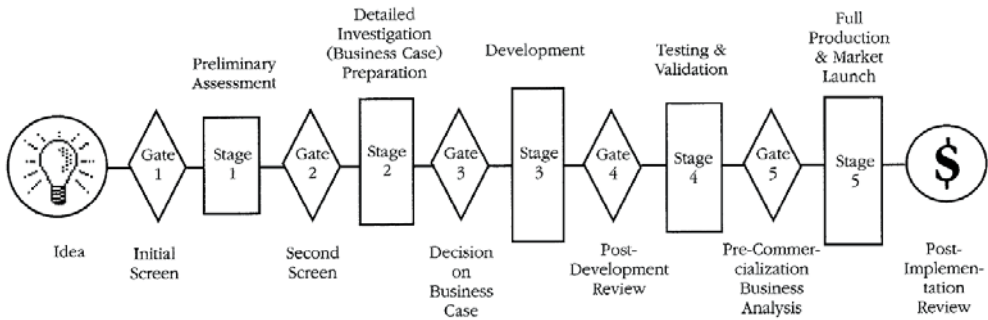 Preliminary
Assessment
Detailed
Investigation
(Business Case)
Preparation
Development
Testing &
Validation
Full
Production
& Market
Launch
Gate
1
Stage
1
Gate
2
Stage
2
Gate
3
Stage
3
Gate
4
Stage
4
Gate
5
Stage
5
$
Idea
Initial
Screen
Second
Screen
Decision
on
Business
Case
Post-
Development
Review
Pre-Commer-
cialization
Business
Analysis
Post-
Implemen-
tation
Review